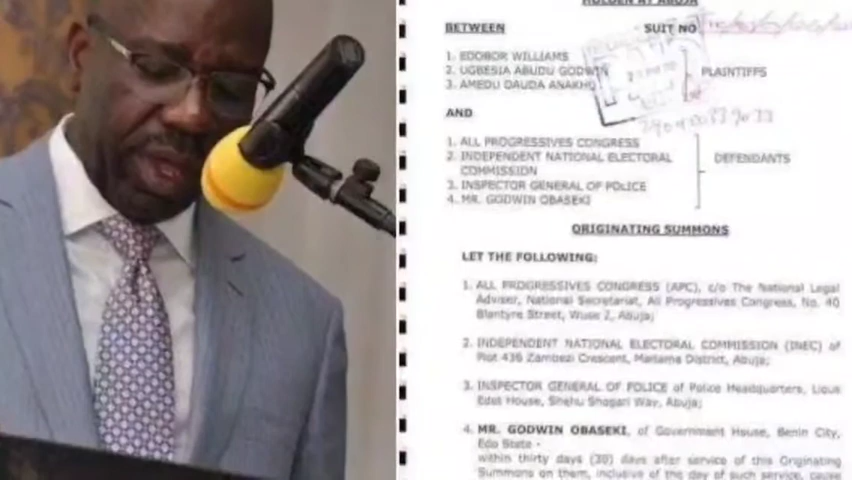 HOLDEN AT ABUJA
BETWEEN
SUIT NO
1. EDOBOR WILLIAMS
2. UGBESIA ABUDU GODWIN
3. AMEDU DAUDA ANAKHU
PLAINTIFFS
AND
1. ALL PROGRESSIVES CONGRESS
2. INDEPENDENT NATIONAL ELECTORAL
COMMISSION
3. INSPECTOR GENERAL OF POLICE
4. MR. GODWIN OBASEKI
DEFENDANTS
ORIGINATING SUMMONS
LET THE FOLLOWING:
1. ALL PROGRESSIVES CONGRESS (APC), c/o The National Legal
Adviser, National Secretariat, All Progressives Congress, No. 40
Blantyre Street, Wuse 2, Abuja;
2. INDEPENDENT NATIONAL ELECTORAL COMMISSION (INEC) of
Plot 436 Zambezi Crescent, Maitama District, Abuja;
3. INSPECTOR GENERAL OF POLICE of Police Headquarters, Louis
Edet House, Shehu Shagari Way, Abuja;
4. MR. GODWIN OBASEKI, of Government House, Benin City,
Edo State -
within thirty days (30) days after service of this Originating
Summons on them, inclusive of the day of such service, cause